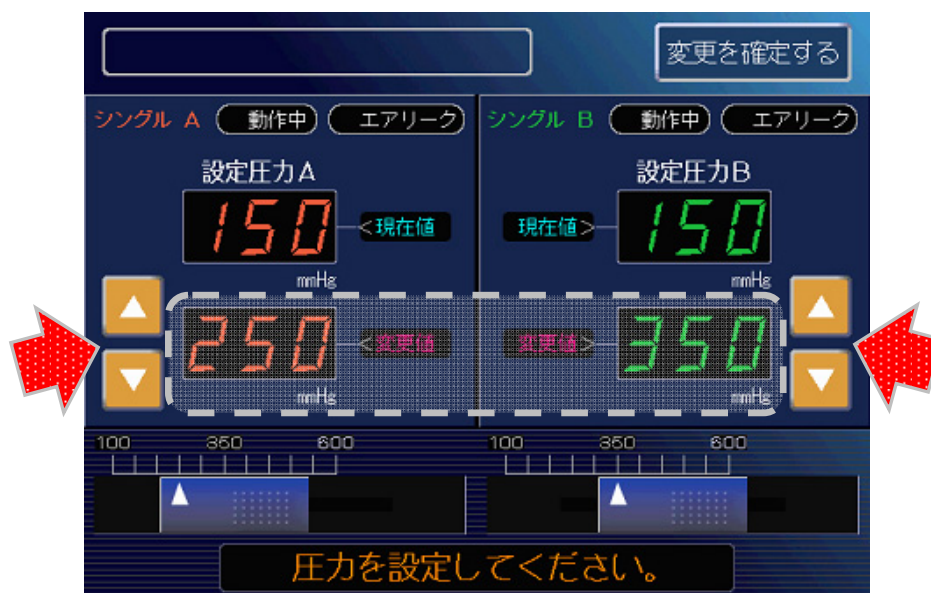 変更を確定する
シングル A 動作中 エアリーク
設定圧力A
150 <現在値
mmHg
250 <変更値
mmHg
シングル B 動作中 エアリーク
設定圧力B
現在値> 150
mmHg
変更値> 350
mmHg
100 350 600
100 350 600
圧力を設定してください。